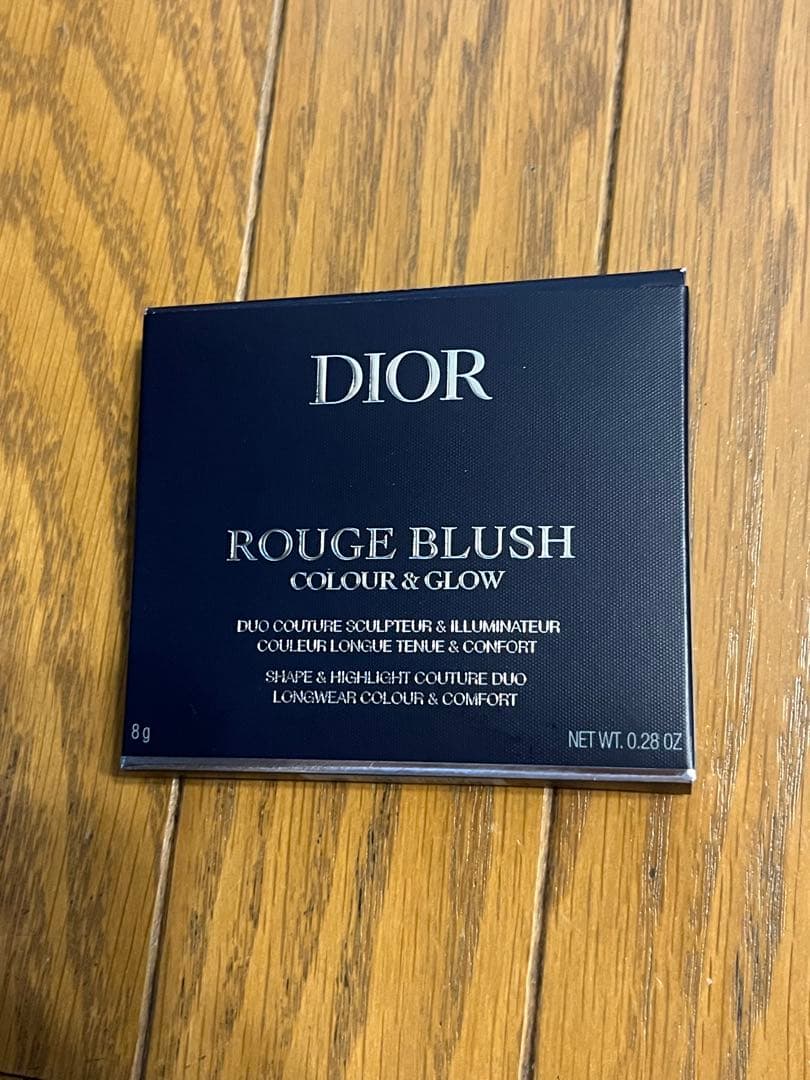 DIOR
ROUGE BLUSH
COLOUR & GLOW
DUO COUTURE SCULPTEUR & ILLUMINATEUR
COULEUR LONGUE TENUE & CONFORT
SHAPE & HIGHLIGHT COUTURE DUO
LONGWEAR COLOUR & COMFORT
8 g
NET WT. 0.28 OZ